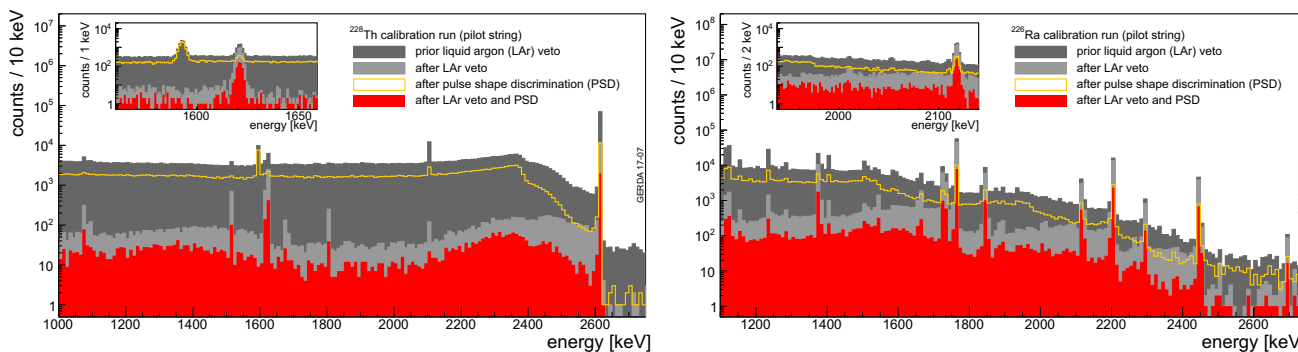 counts / 10 keV
10⁷
10⁶
10⁵
10⁴
10³
10²
10
1
1000 1200 1400 1600 1800 2000 2200 2400 2600
energy [keV]
counts / 1 keV
10⁴
10²
1
1600 1650
energy [keV]
²²⁸Th calibration run (pilot string)
prior liquid argon (LAr) veto
after LAr veto
after pulse shape discrimination (PSD)
after LAr veto and PSD
GERDA 17-07
counts / 10 keV
10⁸
10⁷
10⁶
10⁵
10⁴
10³
10²
10
1
1200 1400 1600 1800 2000 2200 2400 2600
energy [keV]
counts / 2 keV
10⁴
10²
1
2000 2100
energy [keV]
²²⁶Ra calibration run (pilot string)
prior liquid argon (LAr) veto
after LAr veto
after pulse shape discrimination (PSD)
after LAr veto and PSD